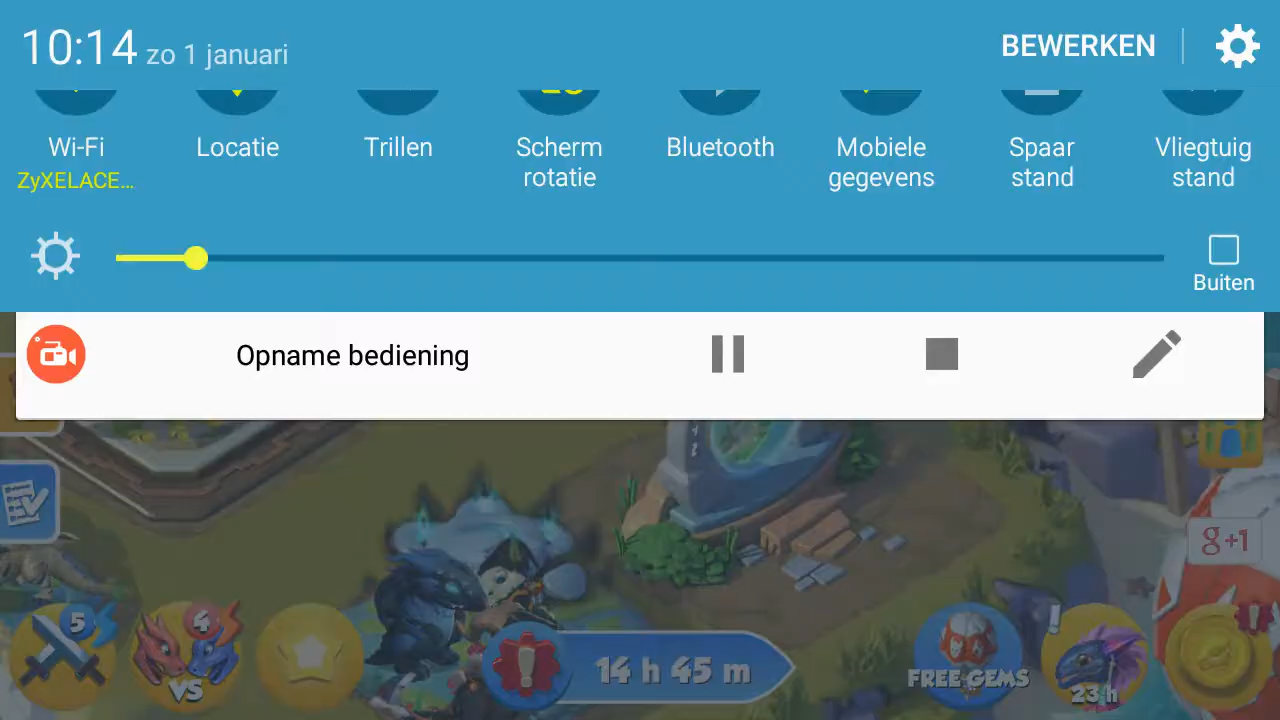 10:14 zo 1 januari
BEWERKEN
Wi-Fi
ZyXELACE...
Locatie
Trillen
Scherm
rotatie
Bluetooth
Mobiele
gegevens
Spaar
stand
Vliegtuig
stand
Buiten
Opname bediening
g+1
5
4
VS
14 h 45 m
FREE GEMS
23 h